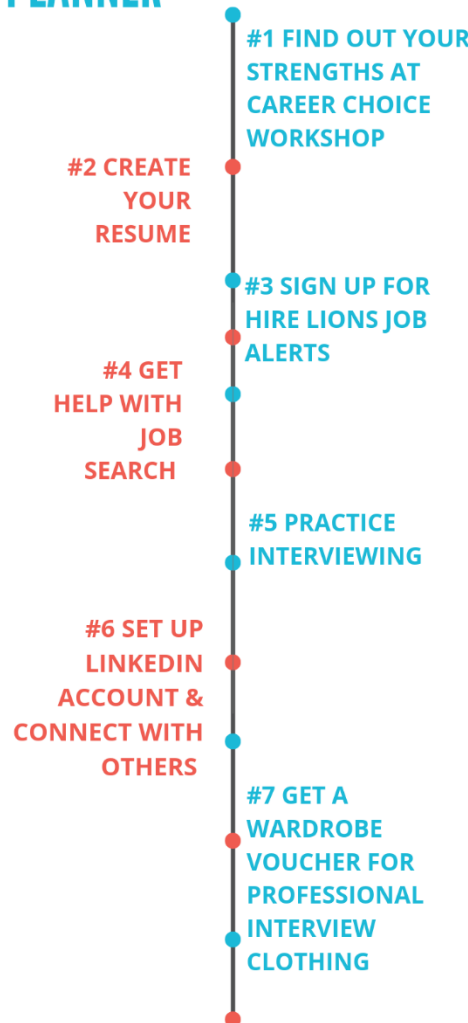 PLANNER
#1 FIND OUT YOUR
STRENGTHS AT
CAREER CHOICE
WORKSHOP
#2 CREATE
YOUR
RESUME
#3 SIGN UP FOR
HIRE LIONS JOB
ALERTS
#4 GET
HELP WITH
JOB
SEARCH
#5 PRACTICE
INTERVIEWING
#6 SET UP
LINKEDIN
ACCOUNT &
CONNECT WITH
OTHERS
#7 GET A
WARDROBE
VOUCHER FOR
PROFESSIONAL
INTERVIEW
CLOTHING